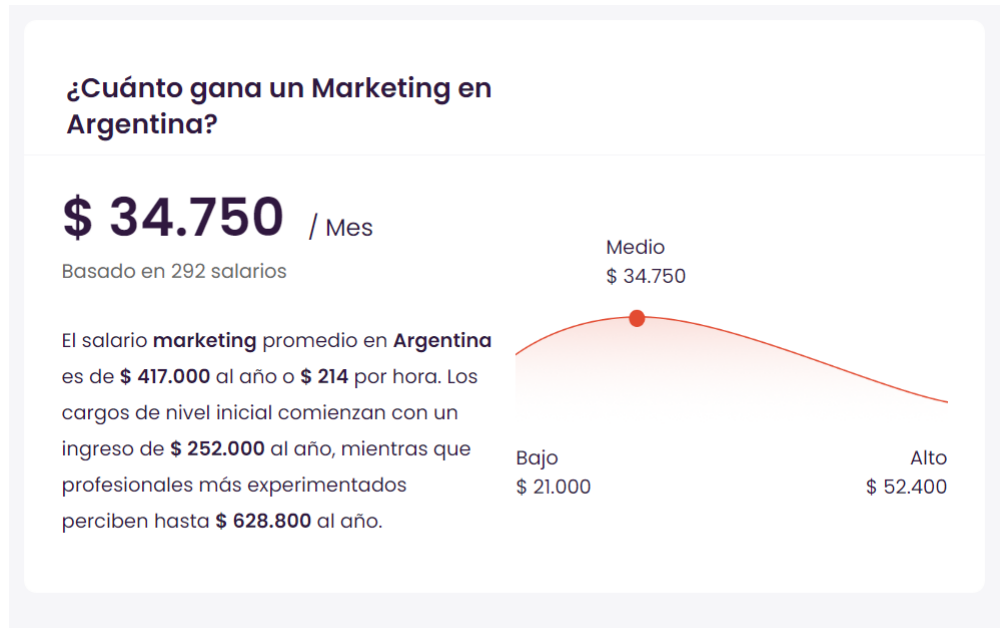 ¿Cuánto gana un Marketing en
Argentina?
$ 34.750 / Mes
Basado en 292 salarios
El salario marketing promedio en Argentina
es de $ 417.000 al año o $ 214 por hora. Los
cargos de nivel inicial comienzan con un
ingreso de $ 252.000 al año, mientras que
profesionales más experimentados
perciben hasta $ 628.800 al año.
Medio
$ 34.750
Bajo
$ 21.000
Alto
$ 52.400